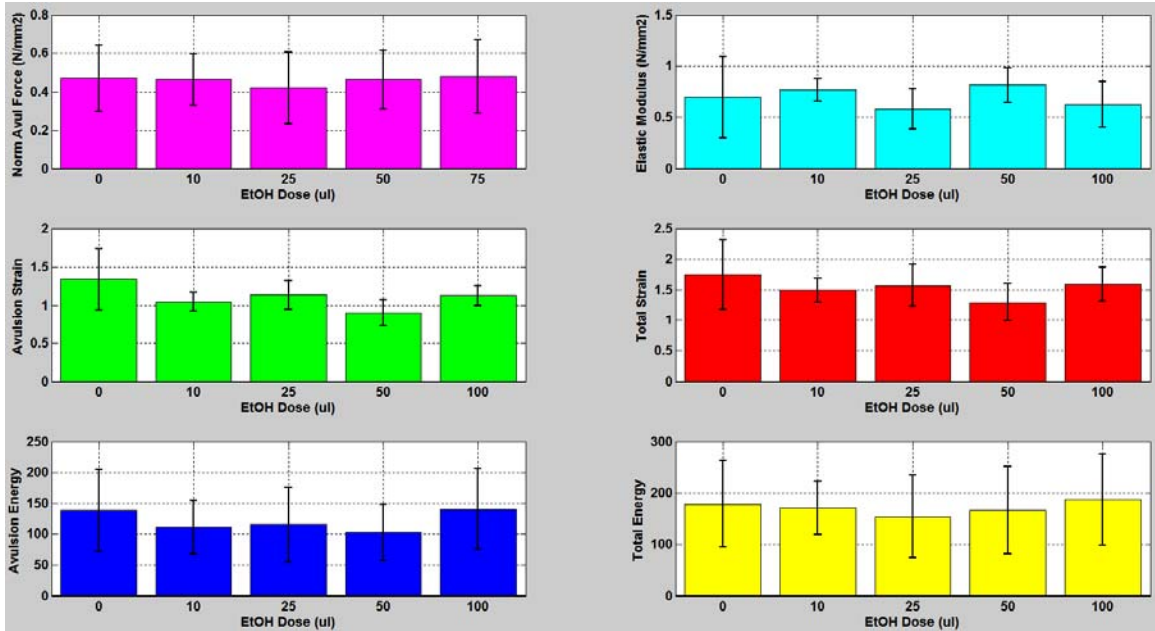 Norm Avul Force (N/mm2)
0.8
0.6
0.4
0.2
0
0 10 25 50 75
EtOH Dose (ul)
Elastic Modulus (N/mm2)
1.5
1
0.5
0
0 10 25 50 100
EtOH Dose (ul)
Avulsion Strain
2
1.5
1
0.5
0
0 10 25 50 100
EtOH Dose (ul)
Total Strain
2.5
2
1.5
1
0.5
0
0 10 25 50 100
EtOH Dose (ul)
Avulsion Energy
250
200
150
100
50
0
0 10 25 50 100
EtOH Dose (ul)
Total Energy
300
200
100
0
0 10 25 50 100
EtOH Dose (ul)